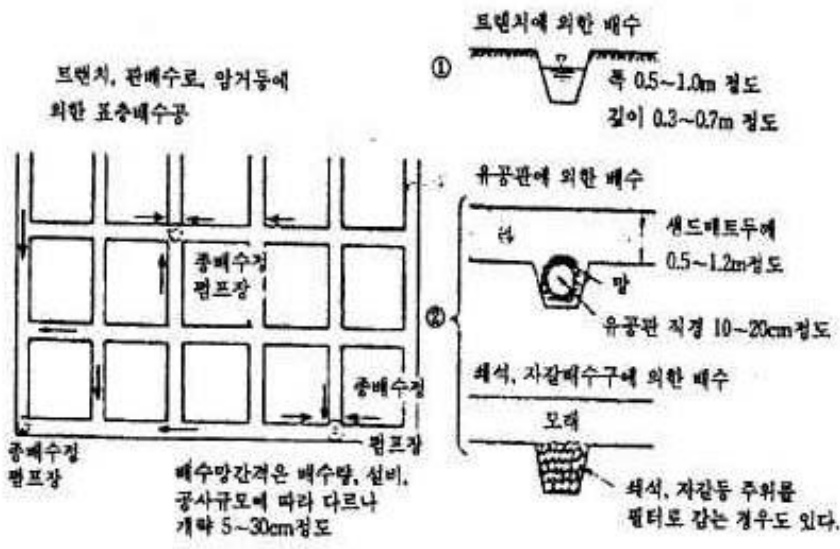 트렌치, 관배수로, 암거등에
의한 표층배수공
종배수정
펌프장
종배수정
펌프장
종배수정
펌프장
배수망간격은 배수량, 설비,
공사규모에 따라 다르나
개략 5~30cm정도
트렌치에 의한 배수
①
폭 0.5~1.0m 정도
깊이 0.3~0.7m 정도
유공관에 의한 배수
②
샌드매트두께
0.5~1.2m정도
망
유공관 직경 10~20cm정도
쇄석, 자갈배수구에 의한 배수
모래
쇄석, 자갈등 주위를
필터로 감는 경우도 있다.